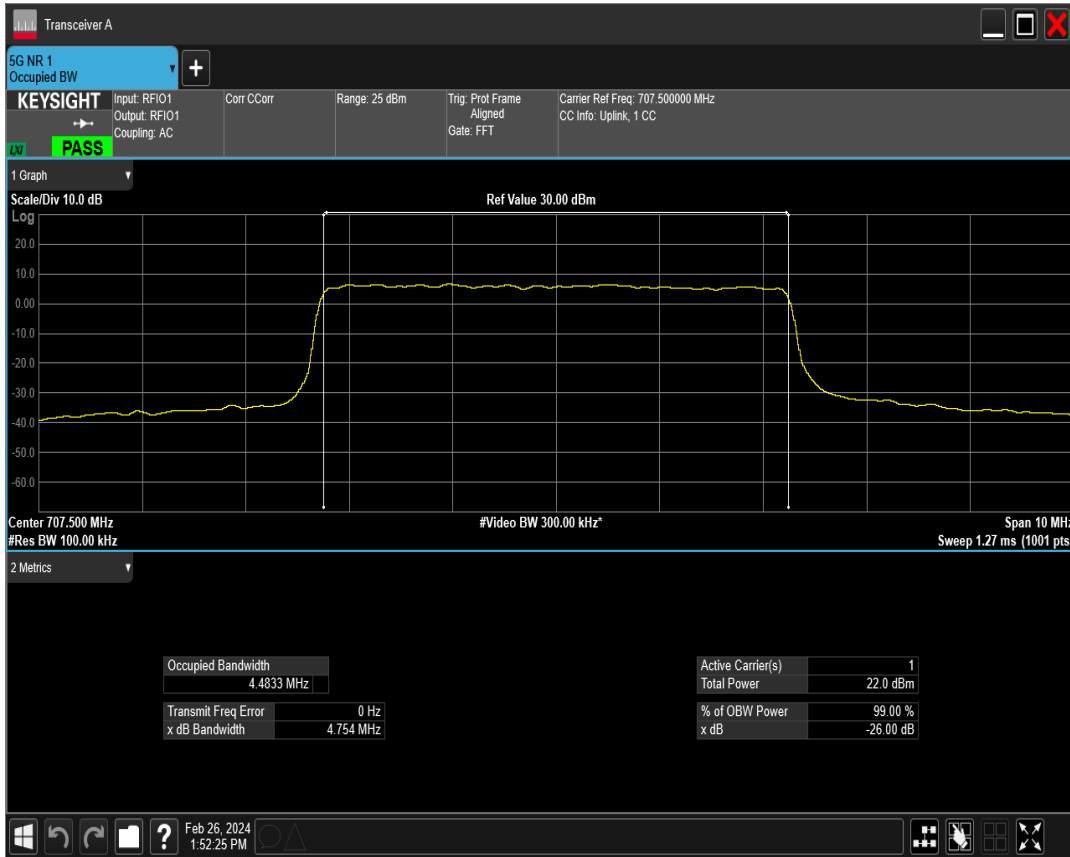 Transceiver A
5G NR 1
Occupied BW
KEYSIGHT
Input: RFIO1
Output: RFIO1
Coupling: AC
Corr CCorr
Range: 25 dBm
Trig: Prot Frame
Aligned
Gate: FFT
Carrier Ref Freq: 707.500000 MHz
CC Info: Uplink, 1 CC
LXI
PASS
1 Graph
Scale/Div 10.0 dB
Ref Value 30.00 dBm
Log
20.0
10.0
0.00
-10.0
-20.0
-30.0
-40.0
-50.0
-60.0
Center 707.500 MHz
#Video BW 300.00 kHz*
Span 10 MHz
#Res BW 100.00 kHz
Sweep 1.27 ms (1001 pts
2 Metrics
Occupied Bandwidth
4.4833 MHz
Transmit Freq Error 0 Hz
x dB Bandwidth 4.754 MHz
Active Carrier(s) 1
Total Power 22.0 dBm
% of OBW Power 99.00 %
x dB -26.00 dB
?
Feb 26, 2024
1:52:25 PM